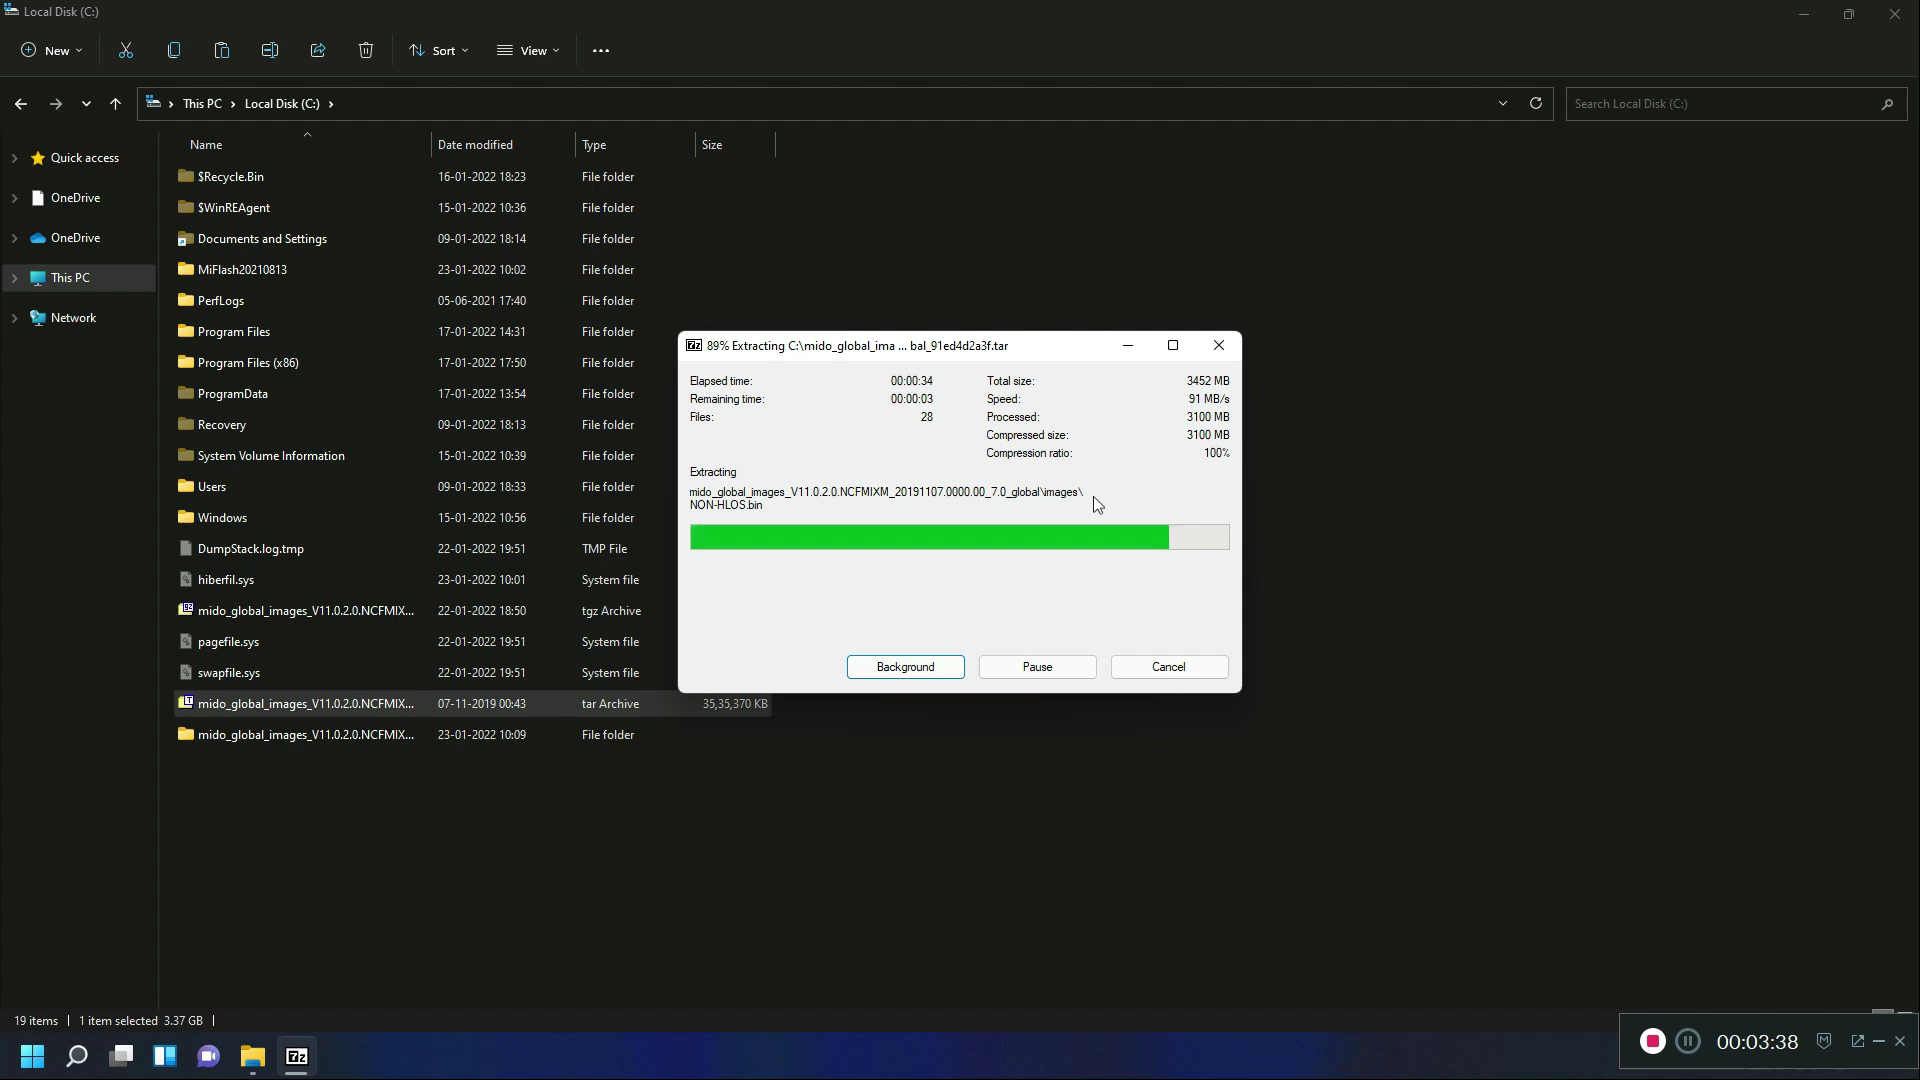 Local Disk (C:)
New
Sort
View
This PC
Local Disk (C:)
Search Local Disk (C:)
Quick access
OneDrive
OneDrive
This PC
Network
Name Date modified Type Size
$Recycle.Bin 16-01-2022 18:23 File folder
$WinREAgent 15-01-2022 10:36 File folder
Documents and Settings 09-01-2022 18:14 File folder
MiFlash20210813 23-01-2022 10:02 File folder
PerfLogs 05-06-2021 17:40 File folder
Program Files 17-01-2022 14:31 File folder
Program Files (x86) 17-01-2022 17:50 File folder
ProgramData 17-01-2022 13:54 File folder
Recovery 09-01-2022 18:13 File folder
System Volume Information 15-01-2022 10:39 File folder
Users 09-01-2022 18:33 File folder
Windows 15-01-2022 10:56 File folder
DumpStack.log.tmp 22-01-2022 19:51 TMP File
hiberfil.sys 23-01-2022 10:01 System file
mido_global_images_V11.0.2.0.NCFMIX... 22-01-2022 18:50 tgz Archive
pagefile.sys 22-01-2022 19:51 System file
swapfile.sys 22-01-2022 19:51 System file
mido_global_images_V11.0.2.0.NCFMIX... 07-11-2019 00:43 tar Archive 35,35,370 KB
mido_global_images_V11.0.2.0.NCFMIX... 23-01-2022 10:09 File folder
7z 89% Extracting C:\mido_global_ima ... bal_91ed4d2a3f.tar
Elapsed time: 00:00:34 Total size: 3452 MB
Remaining time: 00:00:03 Speed: 91 MB/s
Files: 28 Processed: 3100 MB
Compressed size: 3100 MB
Compression ratio: 100%
Extracting
mido_global_images_V11.0.2.0.NCFMIXM_20191107.0000.00_7.0_global\images\
NON-HLOS.bin
Background Pause Cancel
19 items 1 item selected 3.37 GB
7z
00:03:38